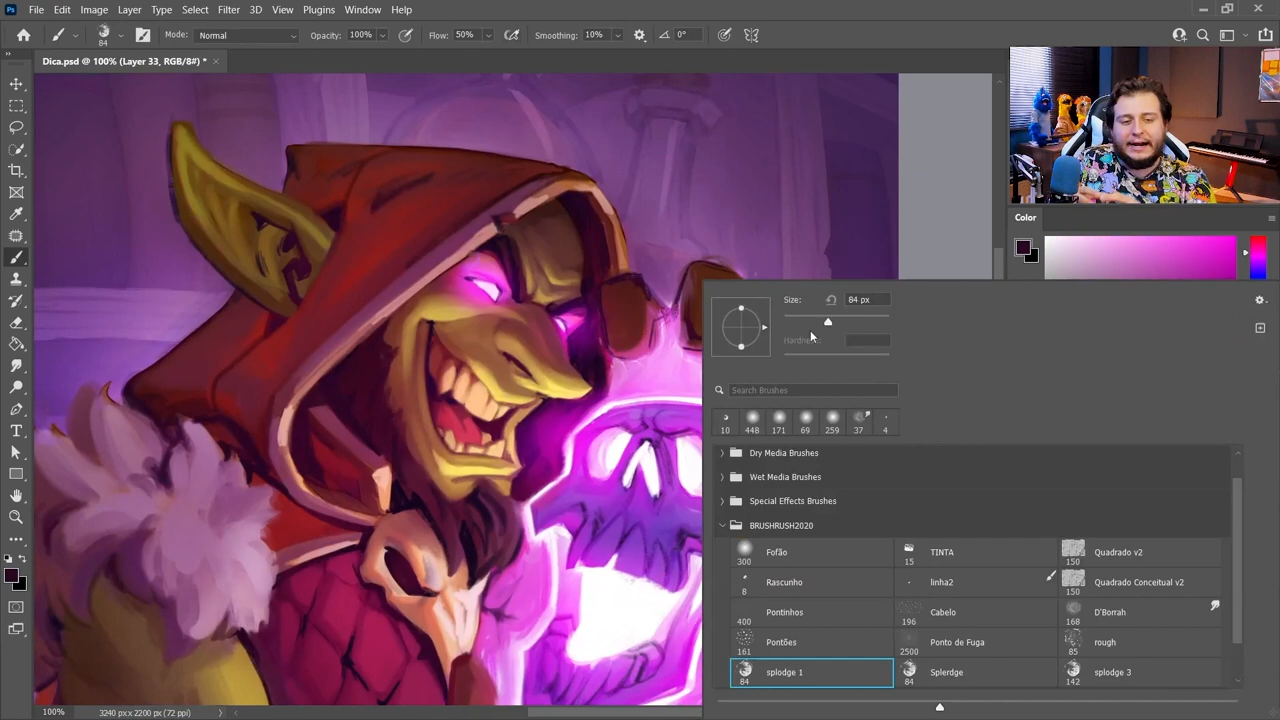 Ps File Edit Image Layer Type Select Filter 3D View Plugins Window Help
84 Mode: Normal Opacity: 100% Flow: 50% Smoothing: 10% 0°
Dica.psd @ 100% (Layer 33, RGB/8#) * ×
Color
Size: 84 px
Hardness:
Search Brushes
10 448 171 69 259 37 4
Dry Media Brushes
Wet Media Brushes
Special Effects Brushes
BRUSHRUSH2020
300 Fofão 15 TINTA 150 Quadrado v2
8 Rascunho linha2 150 Quadrado Conceitual v2
400 Pontinhos 196 Cabelo 168 D'Borrah
161 Pontões 2500 Ponto de Fuga 85 rough
84 splodge 1 84 Splerdge 142 splodge 3
100% 3240 px x 2200 px (72 ppi)